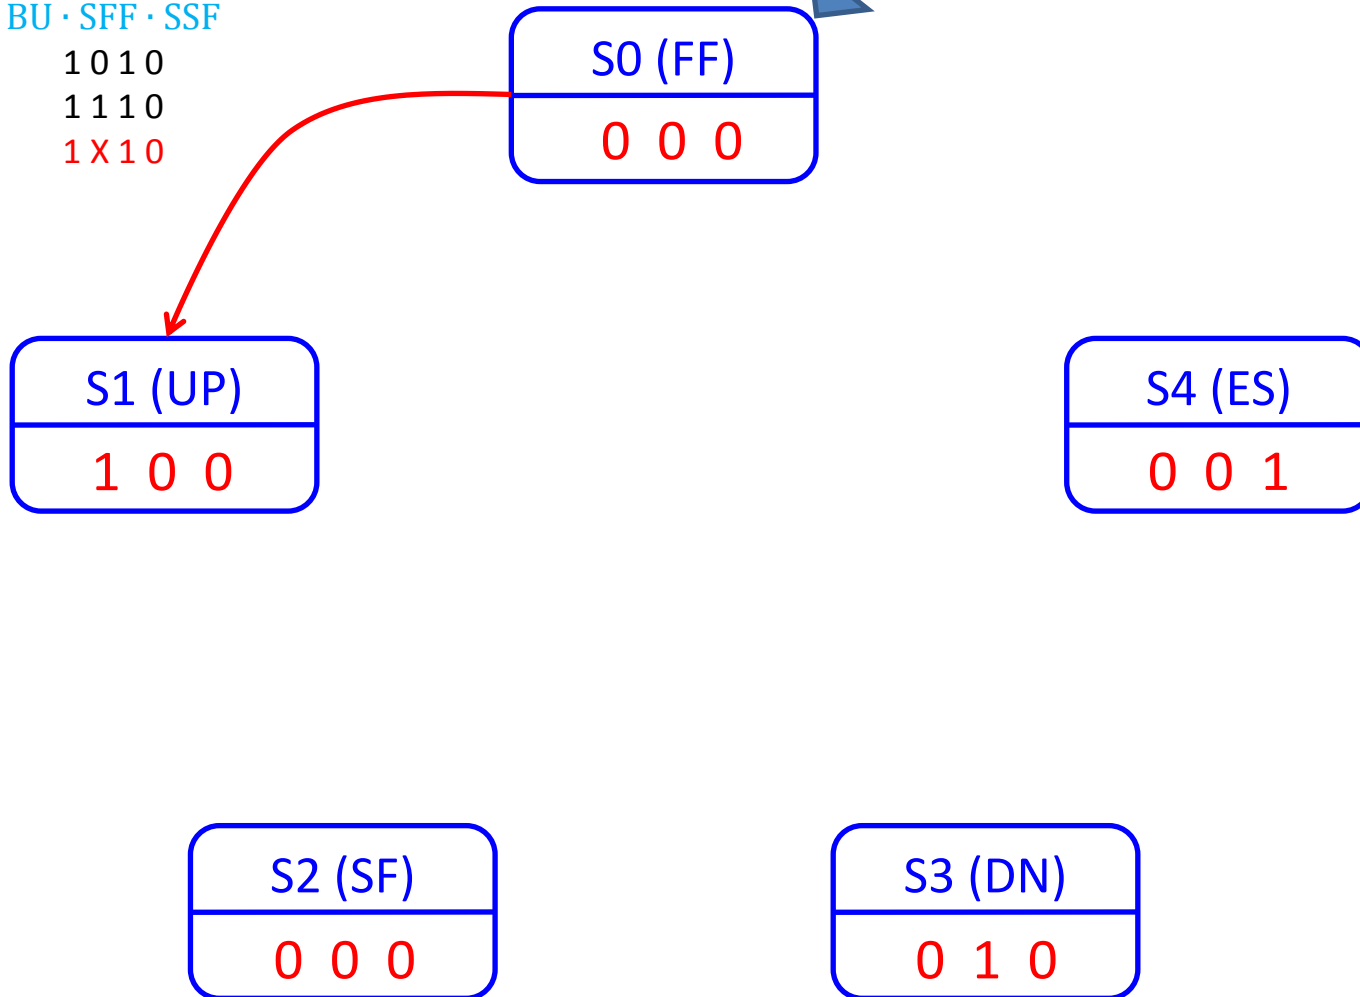 BU · SFF · SSF
1 0 1 0
1 1 1 0
1 X 1 0
S0 (FF)
0 0 0
S1 (UP)
1 0 0
S4 (ES)
0 0 1
S2 (SF)
0 0 0
S3 (DN)
0 1 0